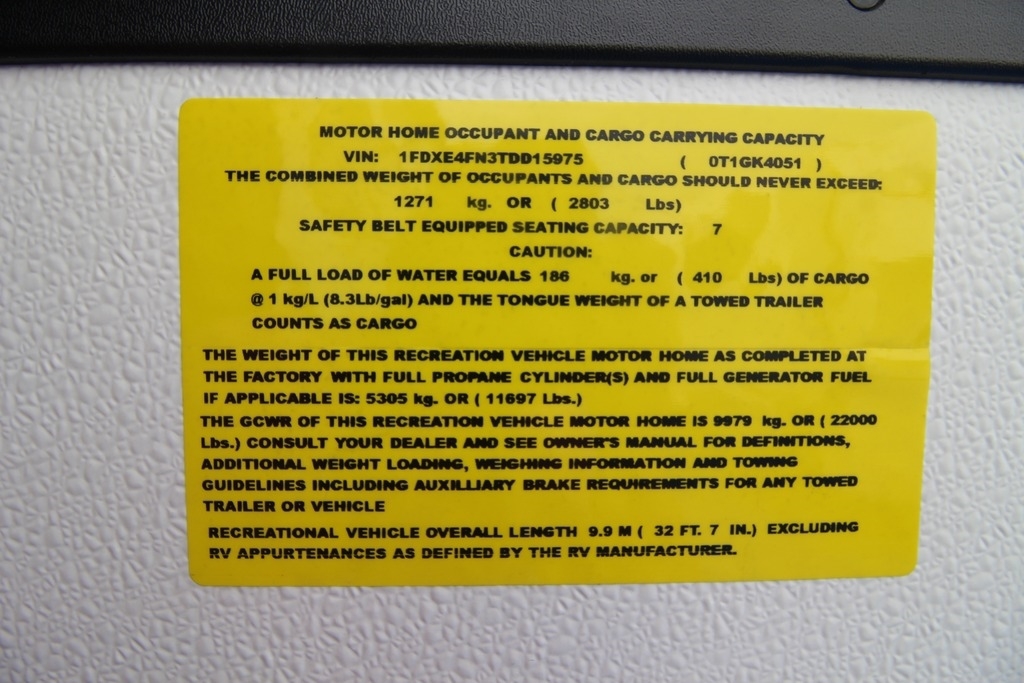 MOTOR HOME OCCUPANT AND CARGO CARRYING CAPACITY
VIN: 1FDXE4FN3TDD15975 ( 0T1GK4051 )
THE COMBINED WEIGHT OF OCCUPANTS AND CARGO SHOULD NEVER EXCEED:
1271 kg. OR ( 2803 Lbs)
SAFETY BELT EQUIPPED SEATING CAPACITY: 7
CAUTION:
A FULL LOAD OF WATER EQUALS 186 kg. or ( 410 Lbs) OF CARGO
@ 1 kg/L (8.3Lb/gal) AND THE TONGUE WEIGHT OF A TOWED TRAILER
COUNTS AS CARGO
THE WEIGHT OF THIS RECREATION VEHICLE MOTOR HOME AS COMPLETED AT
THE FACTORY WITH FULL PROPANE CYLINDER(S) AND FULL GENERATOR FUEL
IF APPLICABLE IS: 5305 kg. OR ( 11697 Lbs.)
THE GCWR OF THIS RECREATION VEHICLE MOTOR HOME IS 9979 kg. OR ( 22000
Lbs.) CONSULT YOUR DEALER AND SEE OWNER'S MANUAL FOR DEFINITIONS,
ADDITIONAL WEIGHT LOADING, WEIGHING INFORMATION AND TOWING
GUIDELINES INCLUDING AUXILLIARY BRAKE REQUIREMENTS FOR ANY TOWED
TRAILER OR VEHICLE
RECREATIONAL VEHICLE OVERALL LENGTH 9.9 M ( 32 FT. 7 IN.) EXCLUDING
RV APPURTENANCES AS DEFINED BY THE RV MANUFACTURER.